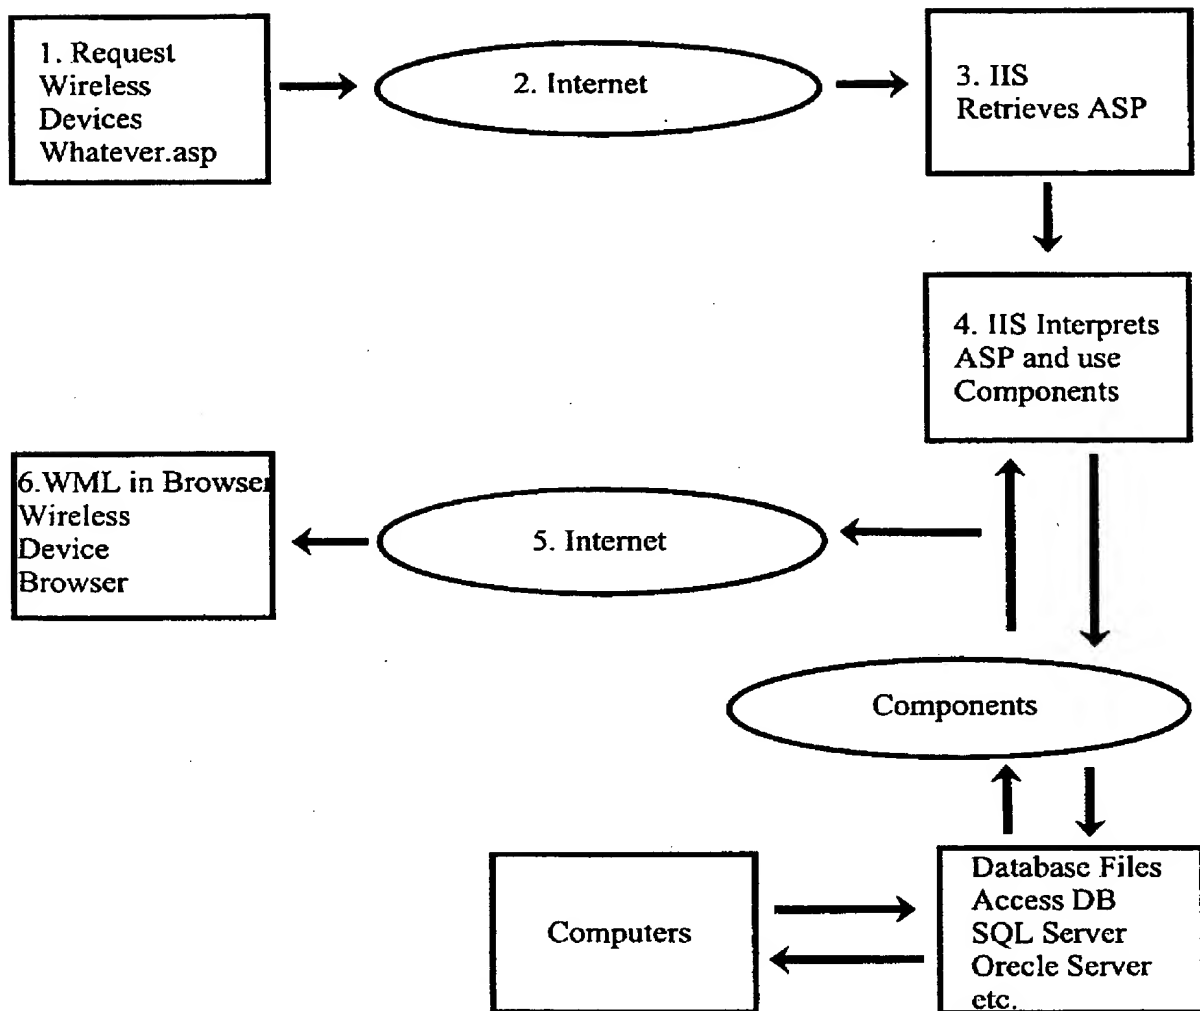 1. Request
Wireless
Devices
Whatever.asp
2. Internet
3. IIS
Retrieves ASP
4. IIS Interprets
ASP and use
Components
6.WML in Browser
Wireless
Device
Browser
5. Internet
Components
Computers
Database Files
Access DB
SQL Server
Orecle Server
etc.